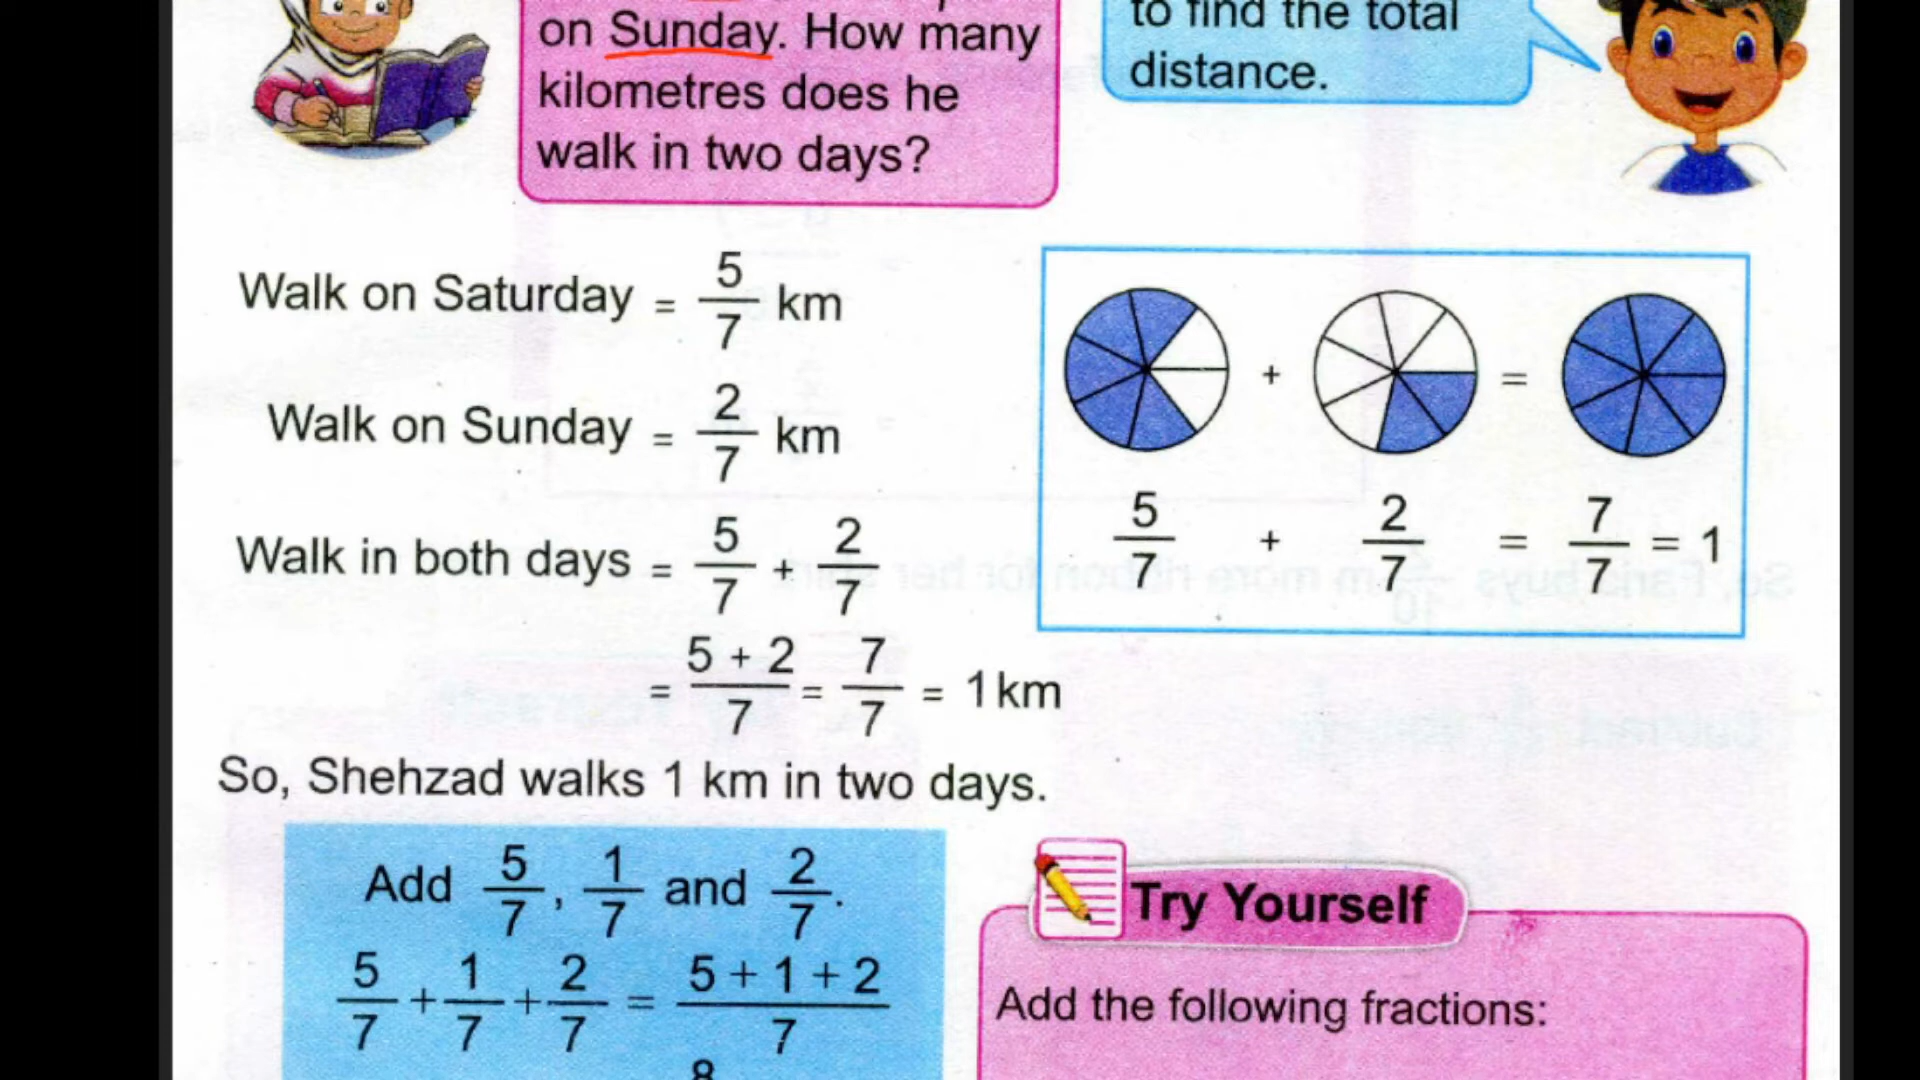 on Sunday. How many
kilometres does he
walk in two days?
to find the total
distance.
Walk on Saturday = 5/7 km
Walk on Sunday = 2/7 km
Walk in both days = 5/7 + 2/7
= (5 + 2)/7 = 7/7 = 1 km
5/7 + 2/7 = 7/7 = 1
+ =
So, Shehzad walks 1 km in two days.
Add 5/7, 1/7 and 2/7.
5/7 + 1/7 + 2/7 = (5 + 1 + 2)/7
8
Try Yourself
Add the following fractions: